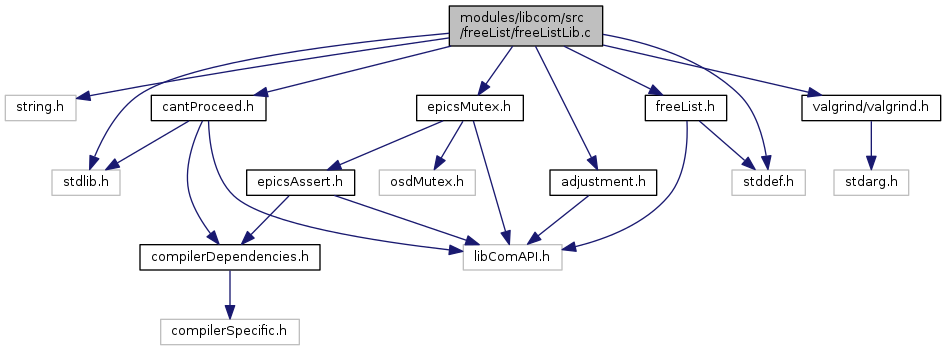 modules/libcom/src
/freeList/freeListLib.c
string.h
cantProceed.h
epicsMutex.h
freeList.h
valgrind/valgrind.h
stdlib.h
epicsAssert.h
osdMutex.h
adjustment.h
stddef.h
stdarg.h
compilerDependencies.h
libComAPI.h
compilerSpecific.h